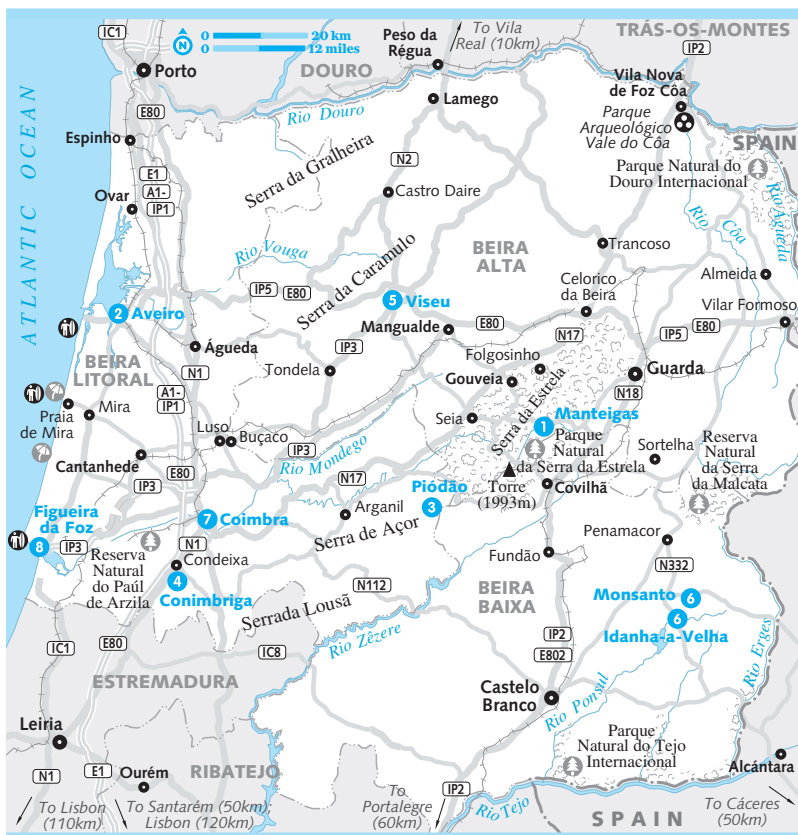 IC1
0 20 km
0 12 miles
N
Porto
Peso da
Régua
To Vila
Real (10km)
TRÁS-OS-MONTES
IP2
DOURO
Vila Nova
de Foz Côa
Lamego
Rio Douro
Parque
Arqueológico
Vale do Côa
E80
SPAIN
Espinho
Serra da Gralheira
N2
Parque Natural do
Douro Internacional
E1
A1-
IP1
Castro Daire
Ovar
Rio Côa
Rio Agueda
ATLANTIC OCEAN
Rio Vouga
BEIRA
ALTA
Trancoso
Serra da Caramulo
Almeida
IP5
E80
Celorico
da Beira
5 Viseu
2 Aveiro
Vilar Formoso
Mangualde
E80
N17
IP5
E80
Águeda
IP3
Folgosinho
BEIRA
LITORAL
Tondela
Gouveia
Guarda
N1
A1-
IP1
Serra da Estrela
N18
Praia
de Mira
Mira
Seia
Manteigas
1
Luso
Buçaco
Parque
Natural
da Serra da Estrela
Sortelha
Reserva
Natural
da Serra
da Malcata
Cantanhede
IP3
Rio Mondego
E80
N17
IP3
Torre
(1993m)
Covilhã
Piódão
3
Figueira
da Foz
8
7 Coimbra
Arganil
Serra de Açor
Penamacor
IP3
Reserva
Natural
do Paúl
de Arzila
N1
Condeixa
Fundão
4
Conimbriga
N112
N332
BEIRA
BAIXA
Monsanto 6
6
Idanha-a-Velha
Serrada Lousã
E80
Rio Zêzere
IC1
IC8
IP2
E802
Rio Erges
ESTREMADURA
Castelo
Branco
Rio Ponsul
Leiria
Parque
Natural do Tejo
Internacional
N1
E1
Ourém
RIBATEJO
Alcántara
To Lisbon
(110km)
To Santarém (50km);
Lisbon (120km)
To
Portalegre
(60km)
IP2
Rio Tejo
SPAIN
To Cáceres
(50km)